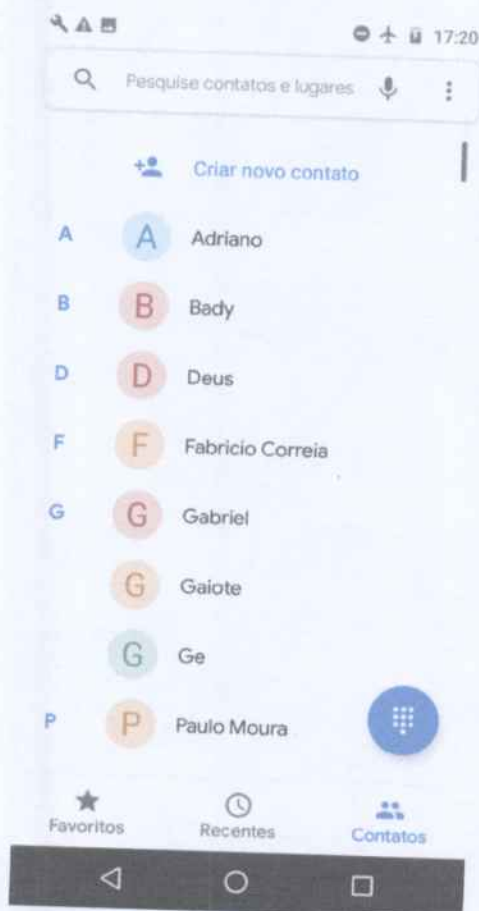 17:20
Pesquise contatos e lugares
Criar novo contato
A A Adriano
B B Bady
D D Deus
F F Fabricio Correia
G G Gabriel
G Gaiote
G Ge
P P Paulo Moura
Favoritos Recentes Contatos